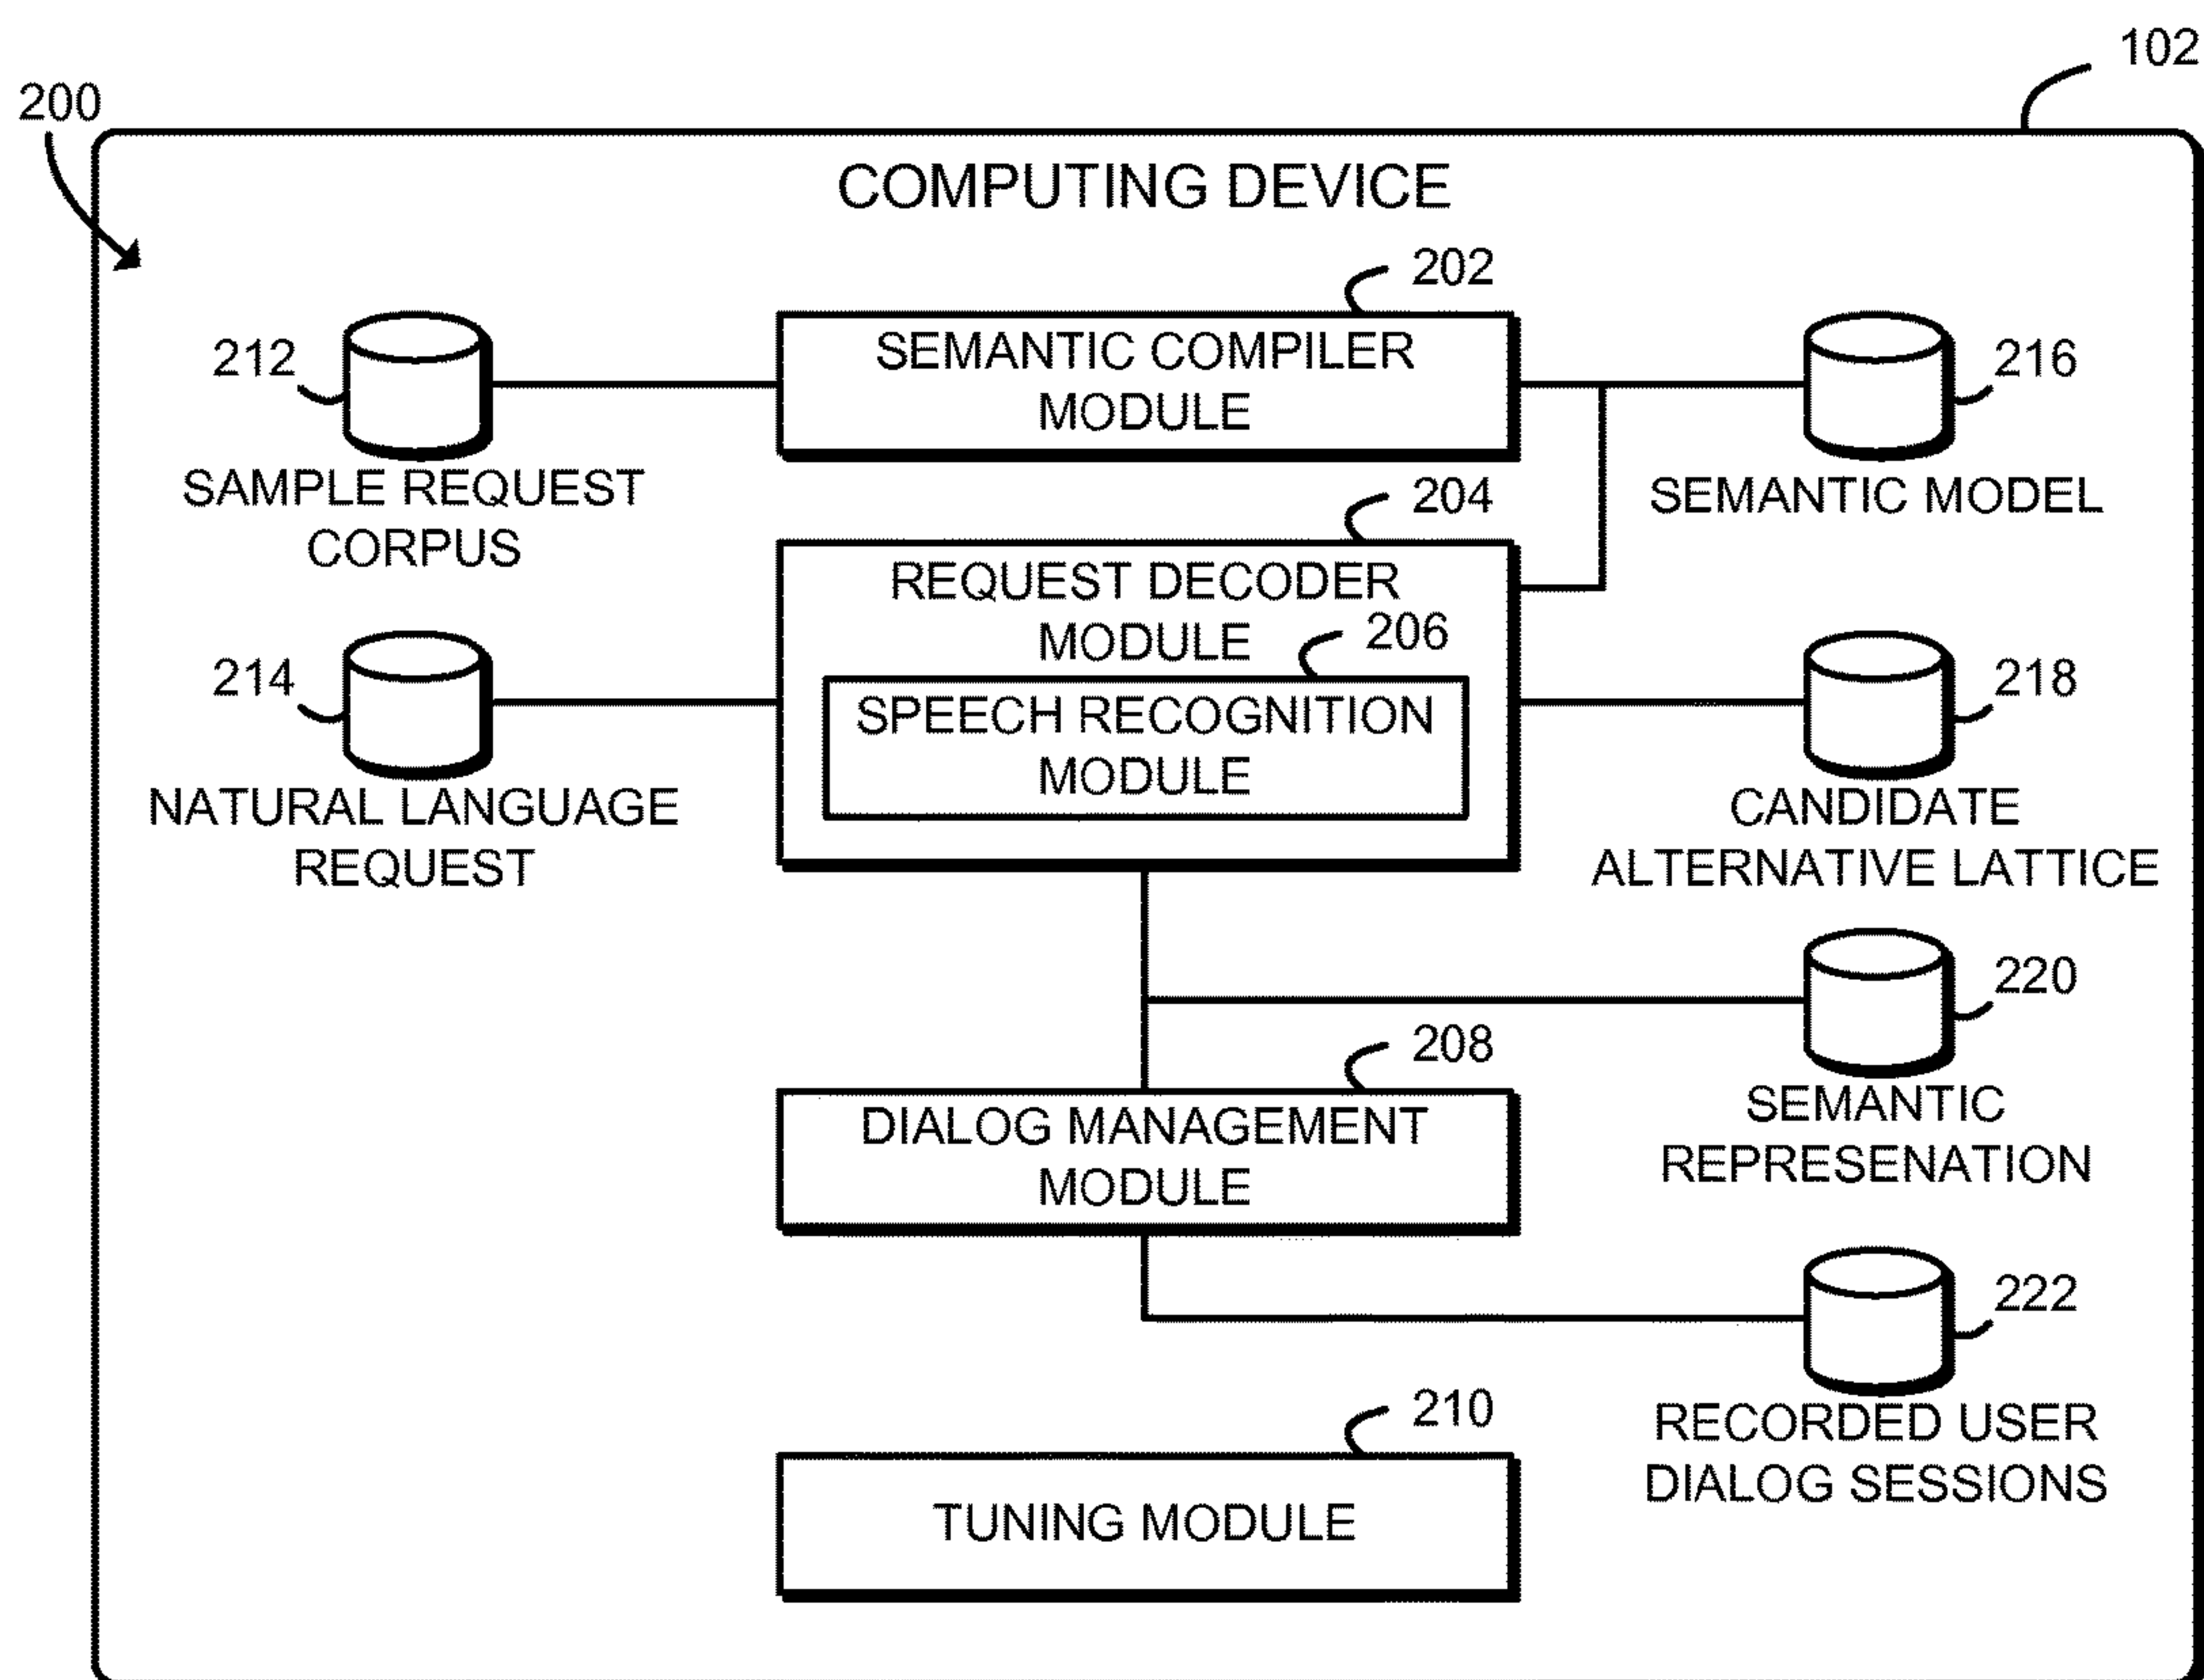 102
200
COMPUTING DEVICE
202
212
SEMANTIC COMPILER
MODULE
216
SAMPLE REQUEST
CORPUS
SEMANTIC MODEL
204
REQUEST DECODER
MODULE
206
214
SPEECH RECOGNITION
MODULE
218
NATURAL LANGUAGE
REQUEST
CANDIDATE
ALTERNATIVE LATTICE
220
208
DIALOG MANAGEMENT
MODULE
SEMANTIC
REPRESENATION
222
210
RECORDED USER
DIALOG SESSIONS
TUNING MODULE